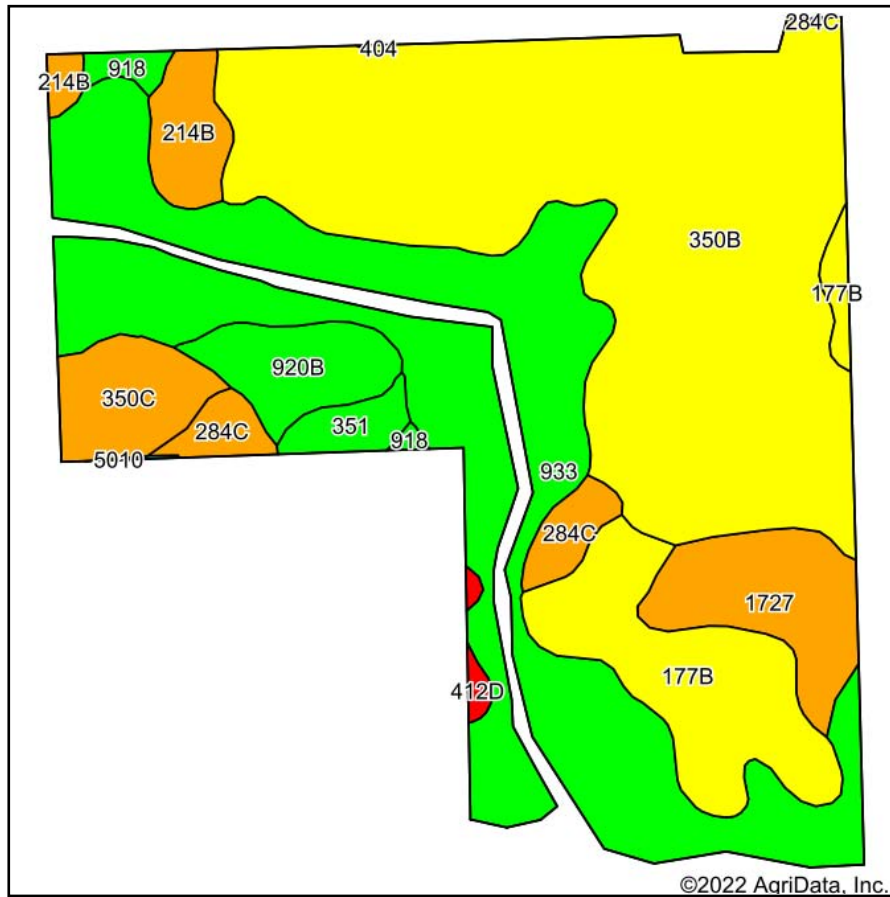 284C
404
918
214B
214B
350B
177B
920B
350C
351
284C
918
5010
933
284C
1727
177B
412D
©2022 AgriData, Inc.